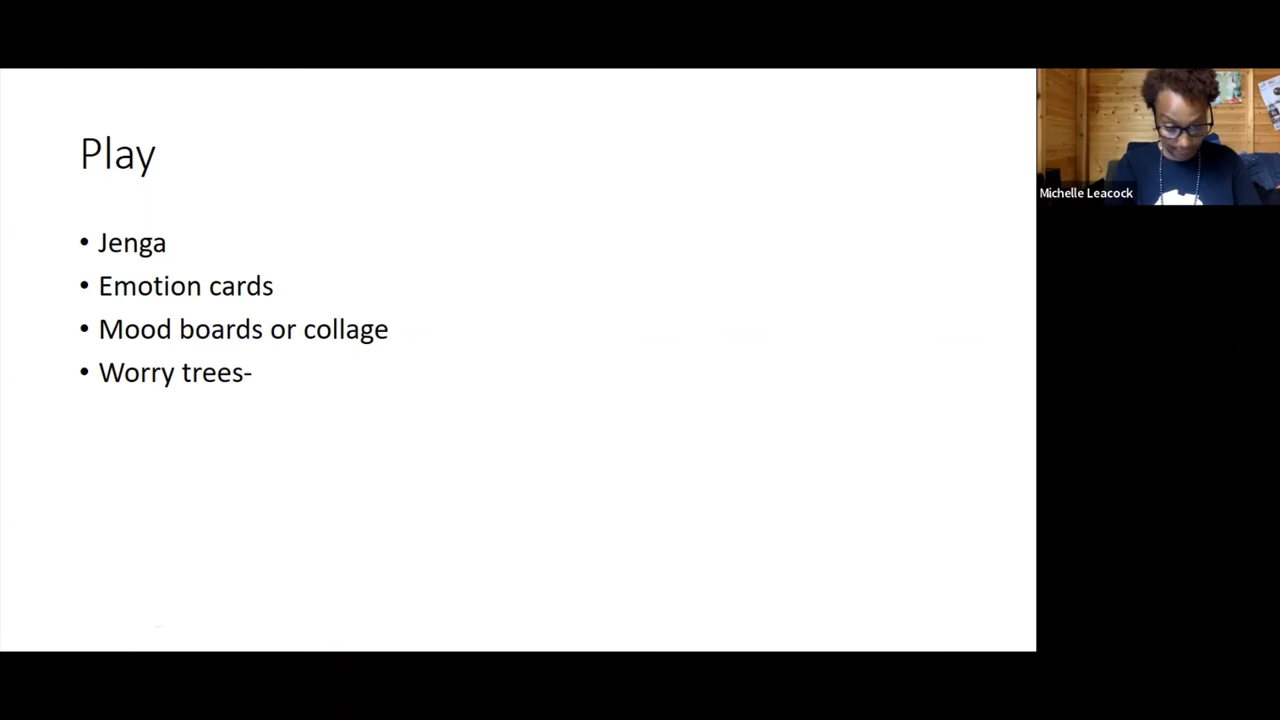 Play
• Jenga
• Emotion cards
• Mood boards or collage
• Worry trees-
Michelle Leacock